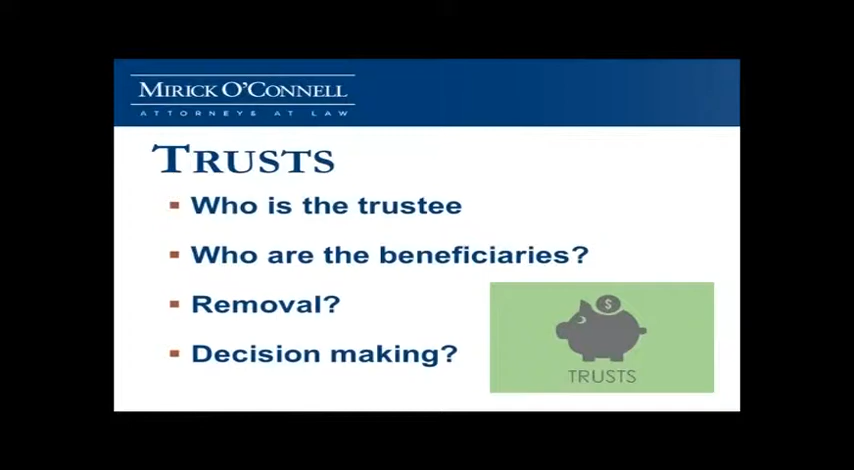 MIRICK O'CONNELL
ATTORNEYS AT LAW
TRUSTS
Who is the trustee
Who are the beneficiaries?
Removal?
Decision making?
$
TRUSTS